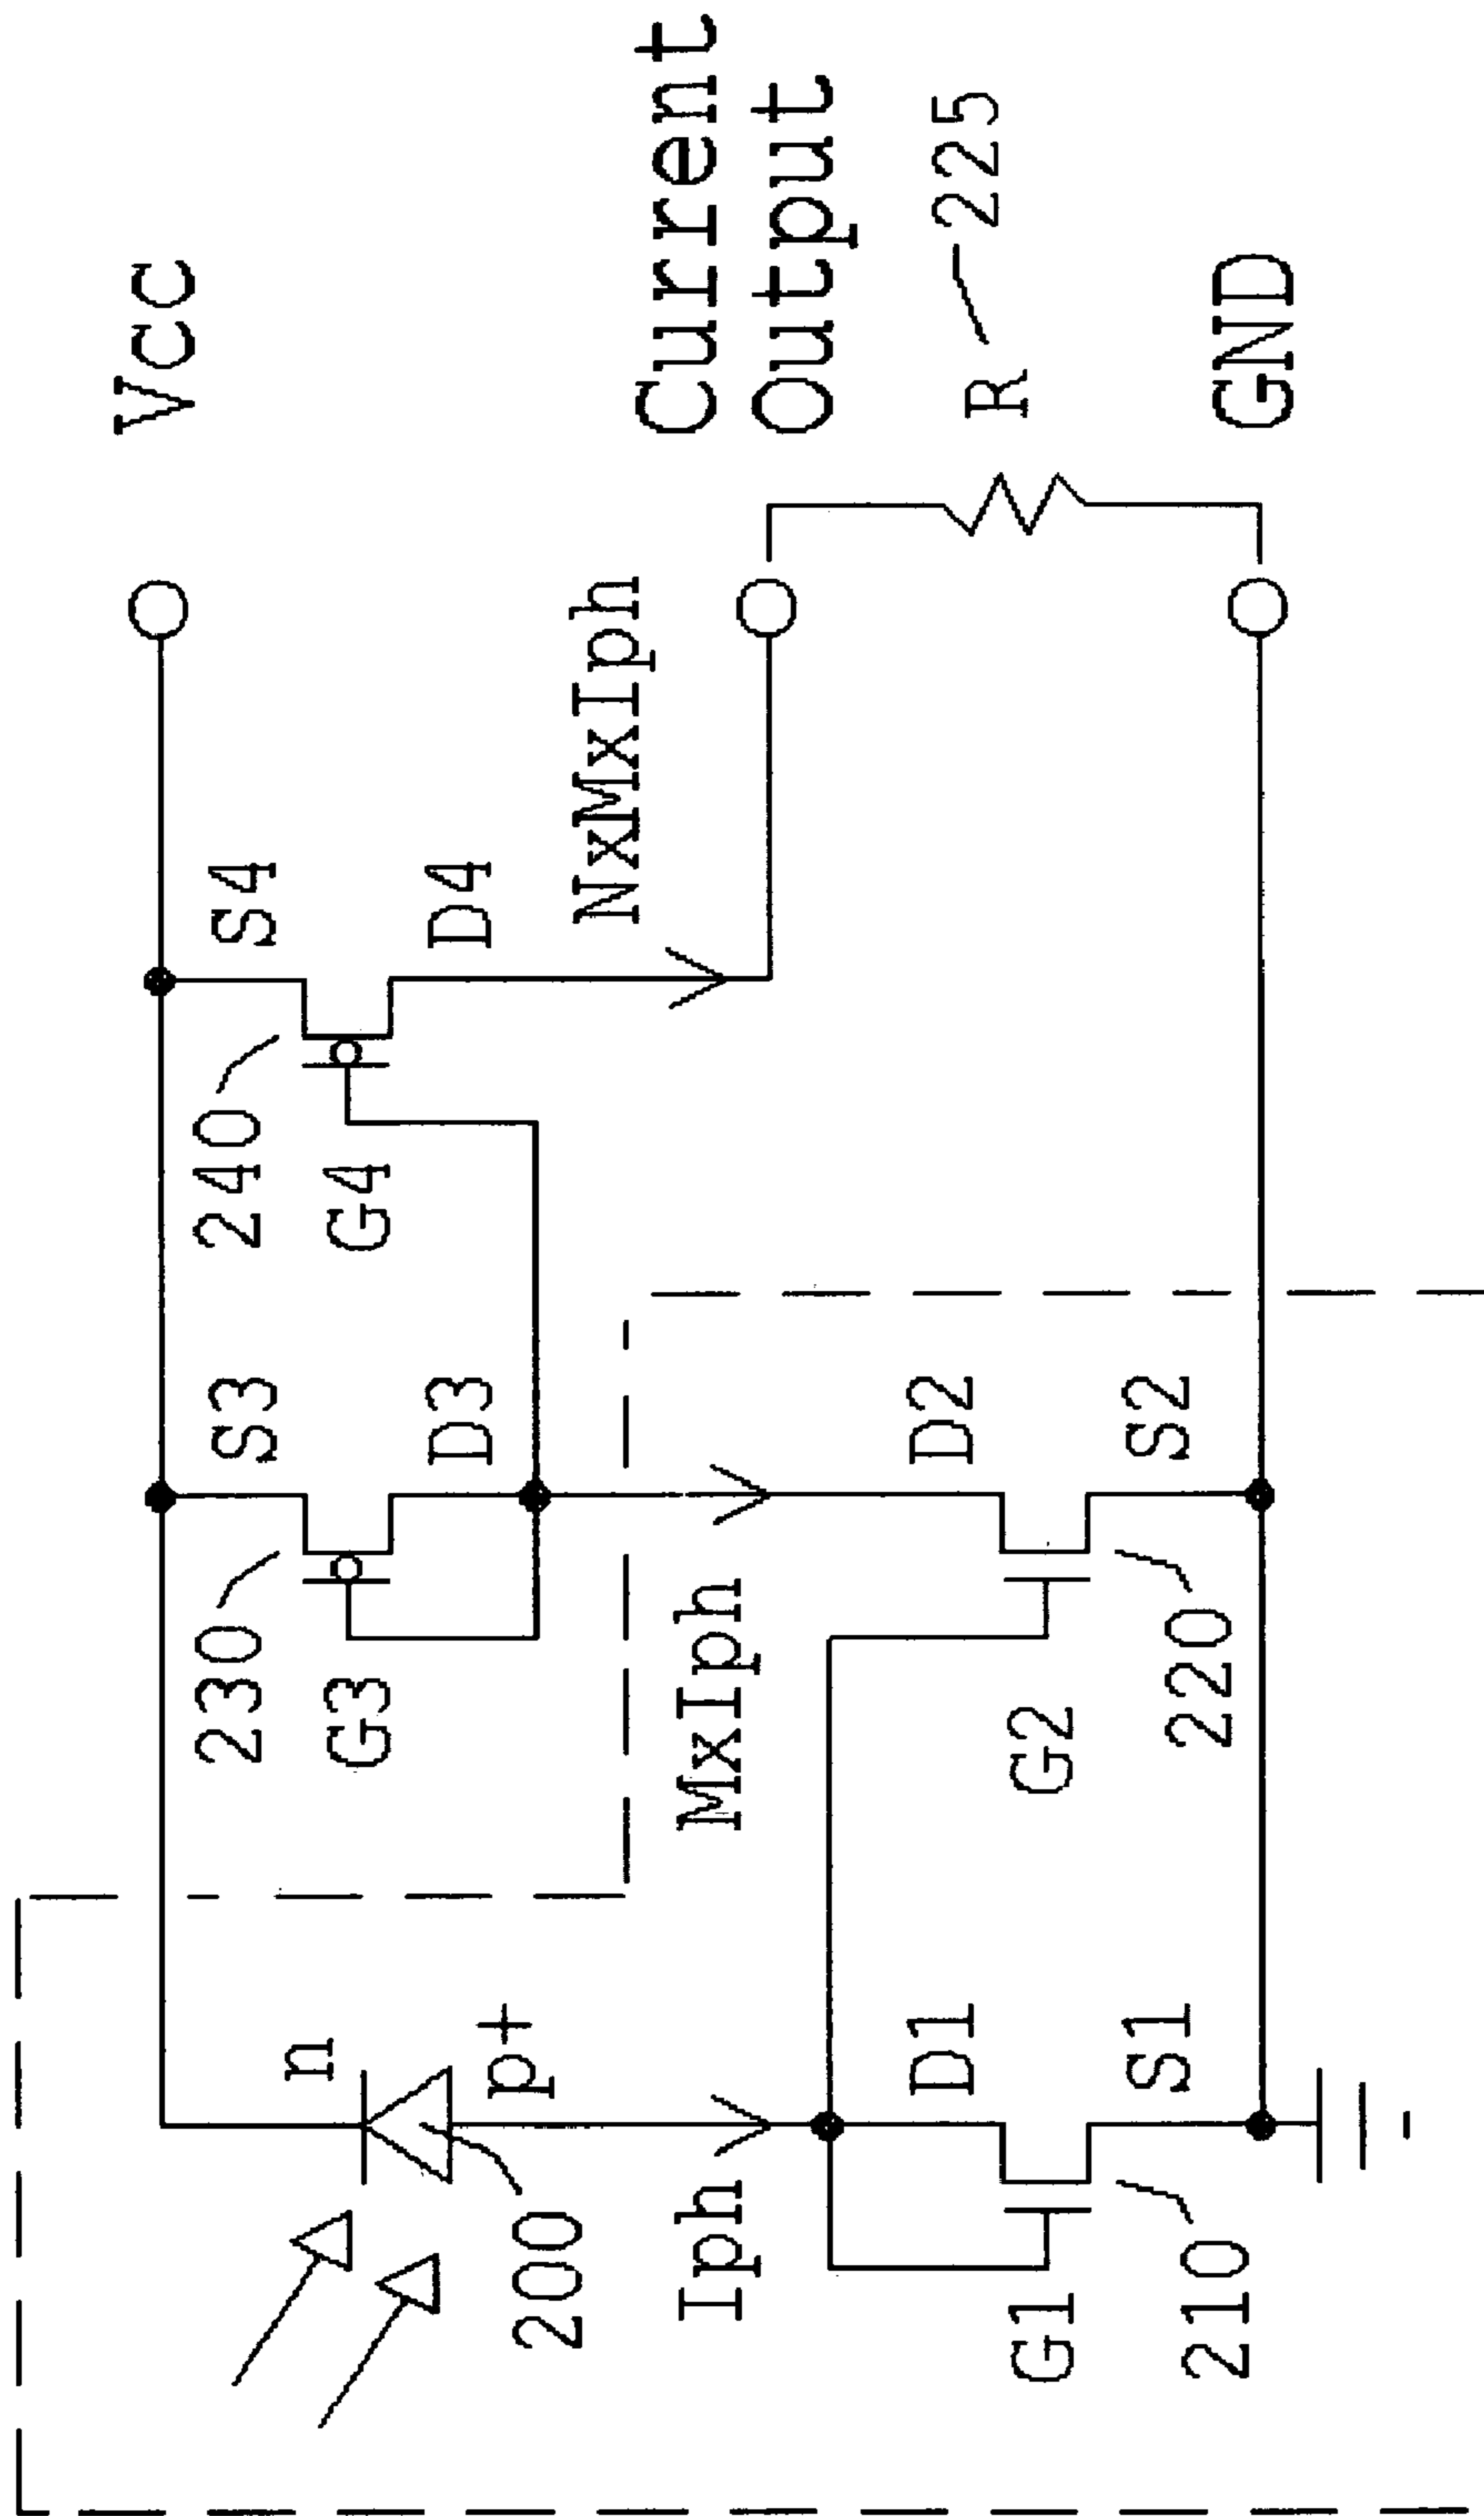 Vcc
S4
240
G4
D4
S3
230
G3
D3
n
p+
200
NxMxIph
Current
Output
R
225
MxIph
Iph
D2
G2
S2
220
D1
G1
S1
210
GND